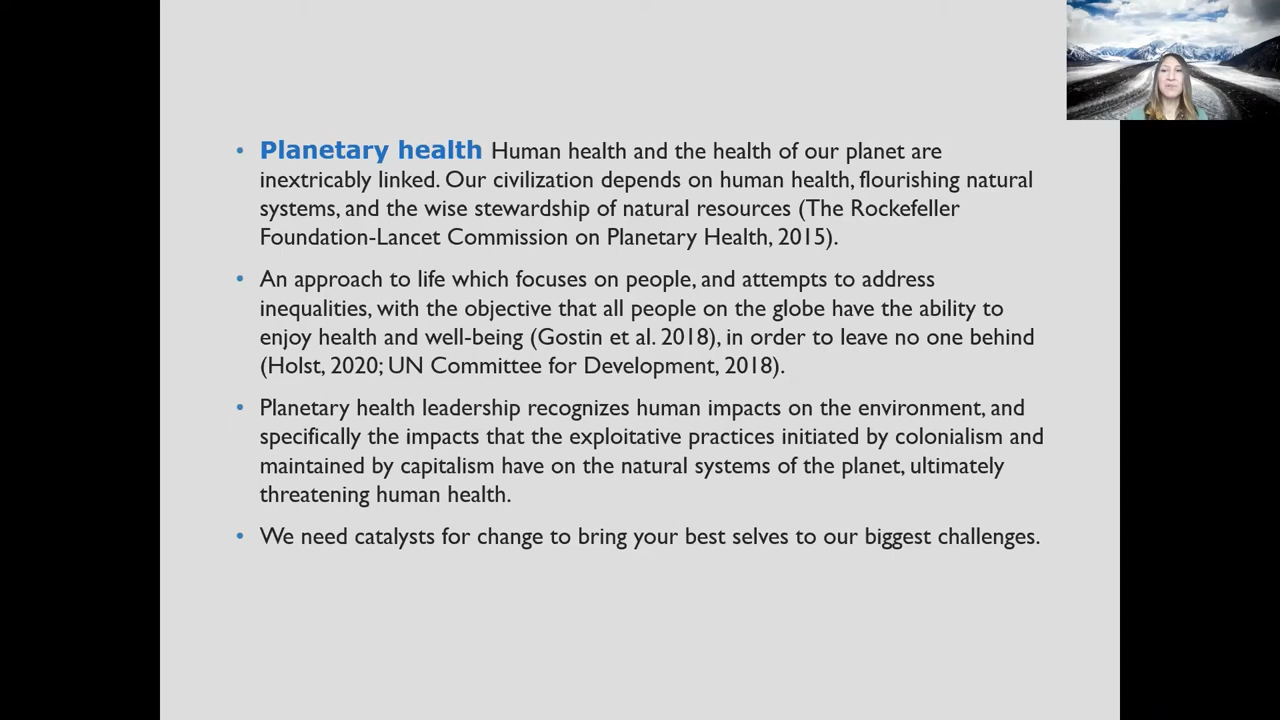 • Planetary health Human health and the health of our planet are
inextricably linked. Our civilization depends on human health, flourishing natural
systems, and the wise stewardship of natural resources (The Rockefeller
Foundation-Lancet Commission on Planetary Health, 2015).
• An approach to life which focuses on people, and attempts to address
inequalities, with the objective that all people on the globe have the ability to
enjoy health and well-being (Gostin et al. 2018), in order to leave no one behind
(Holst, 2020; UN Committee for Development, 2018).
• Planetary health leadership recognizes human impacts on the environment, and
specifically the impacts that the exploitative practices initiated by colonialism and
maintained by capitalism have on the natural systems of the planet, ultimately
threatening human health.
• We need catalysts for change to bring your best selves to our biggest challenges.